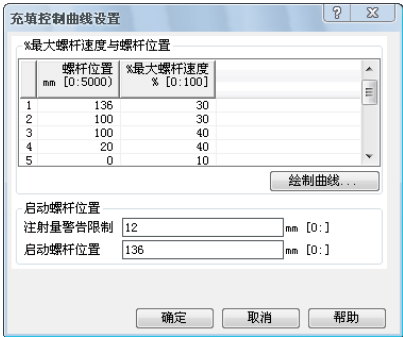 充填控制曲线设置
%最大螺杆速度与螺杆位置
螺杆位置 %最大螺杆速度
mm [0:5000) % [0:100]
1 136 30
2 100 30
3 100 40
4 20 40
5 0 10
绘制曲线...
启动螺杆位置
注射量警告限制 12 mm [0:]
启动螺杆位置 136 mm [0:]
确定 取消 帮助